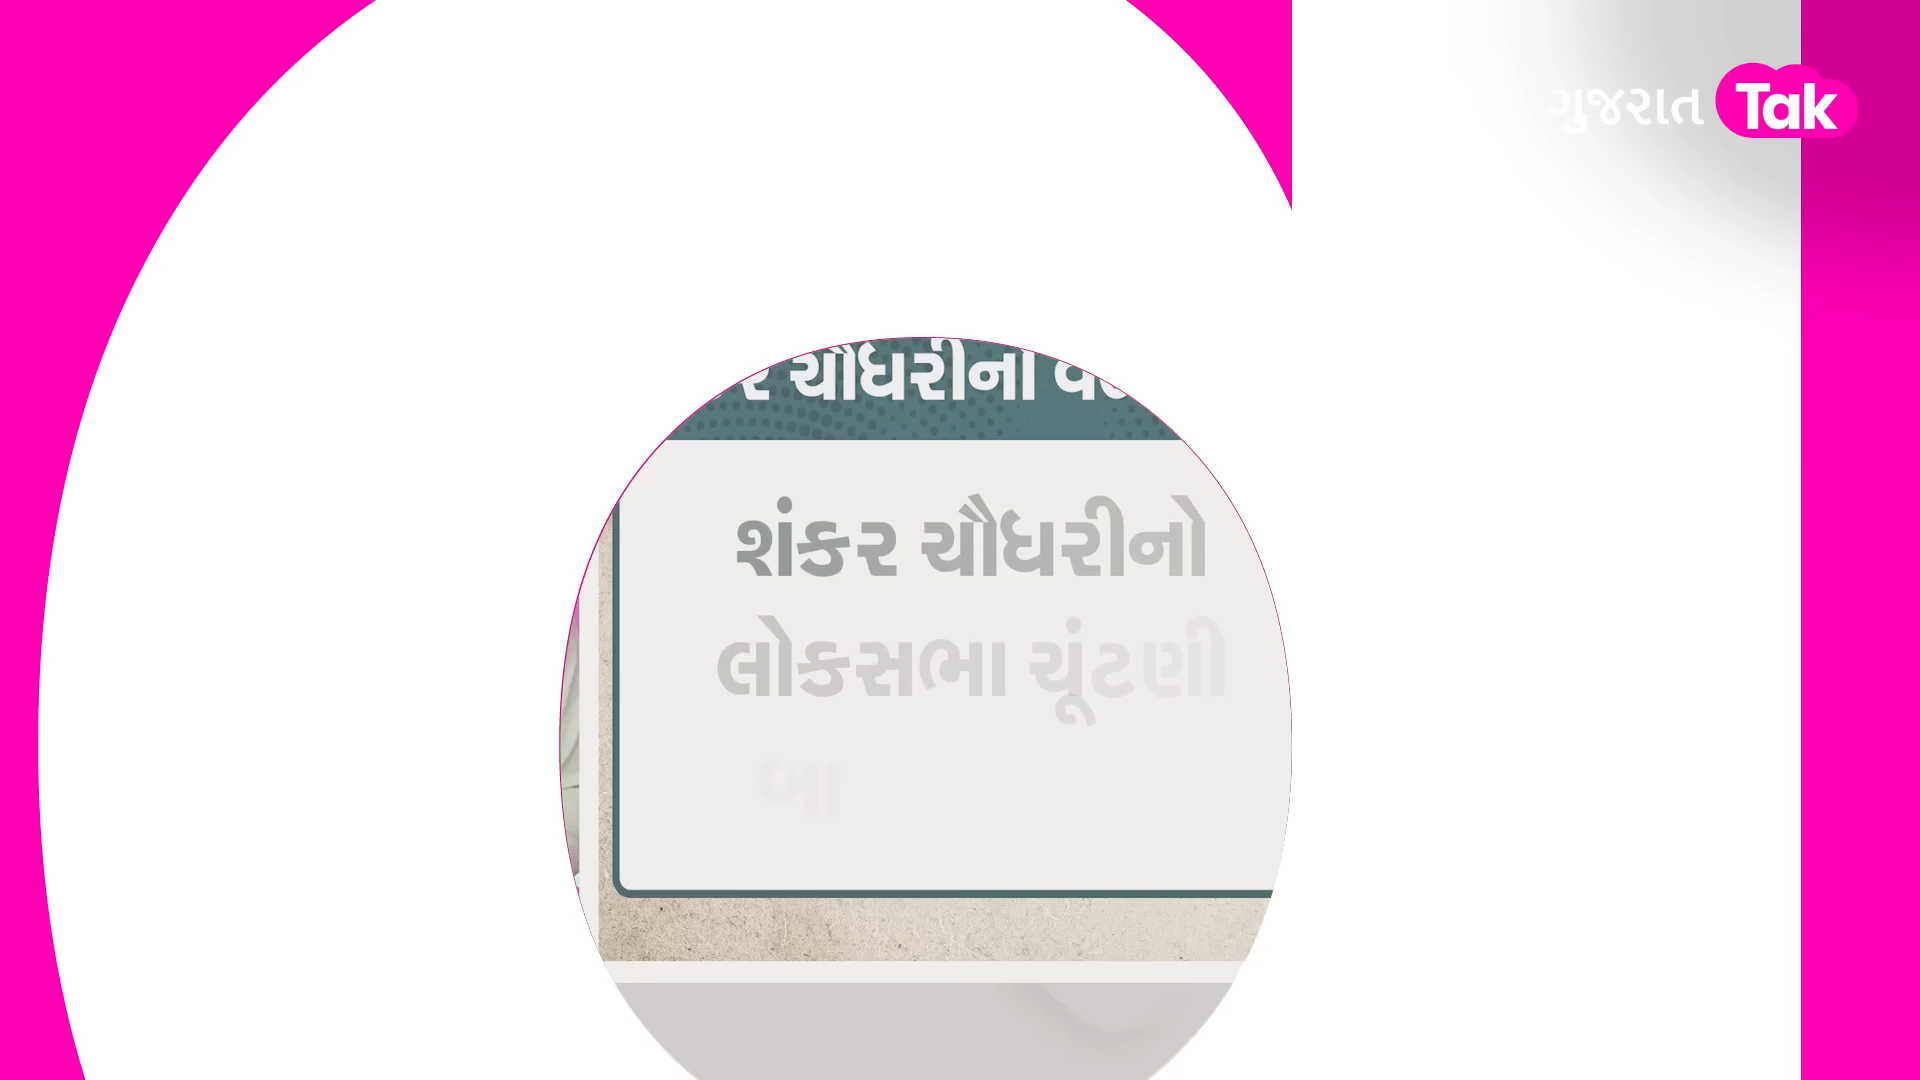 ગુજરાત Tak
ચૌધરીનો
શંકર ચૌધરીનો
લોકસભા ચૂંટણી
બા